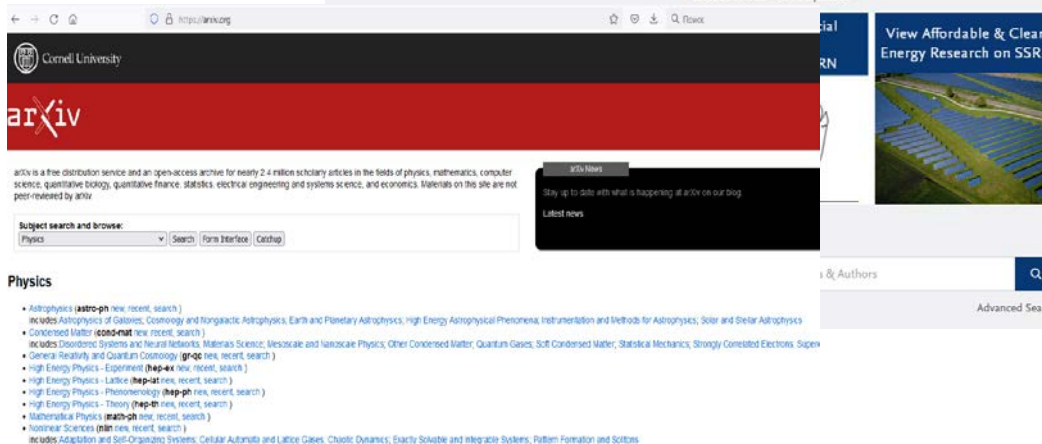 https://arxiv.org
Поиск
Cornell University
arXiv
arXiv is a free distribution service and an open-access archive for nearly 2.4 million scholarly articles in the fields of physics, mathematics, computer
science, quantitative biology, quantitative finance, statistics, electrical engineering and systems science, and economics. Materials on this site are not
peer-reviewed by arXiv.
Subject search and browse:
Physics
Search
Form Interface
Catchup
arXiv News
Stay up to date with what is happening at arXiv on our blog.
Latest news
Physics
• Astrophysics (astro-ph new, recent, search )
includes Astrophysics of Galaxies; Cosmology and Nongalactic Astrophysics; Earth and Planetary Astrophysics; High Energy Astrophysical Phenomena; Instrumentation and Methods for Astrophysics; Solar and Stellar Astrophysics
• Condensed Matter (cond-mat new, recent, search )
includes Disordered Systems and Neural Networks; Materials Science; Mesoscale and Nanoscale Physics; Other Condensed Matter; Quantum Gases; Soft Condensed Matter; Statistical Mechanics; Strongly Correlated Electrons; Superc
• General Relativity and Quantum Cosmology (gr-qc new, recent, search )
• High Energy Physics - Experiment (hep-ex new, recent, search )
• High Energy Physics - Lattice (hep-lat new, recent, search )
• High Energy Physics - Phenomenology (hep-ph new, recent, search )
• High Energy Physics - Theory (hep-th new, recent, search )
• Mathematical Physics (math-ph new, recent, search )
• Nonlinear Sciences (nlin new, recent, search )
includes Adaptation and Self-Organizing Systems; Cellular Automata and Lattice Gases; Chaotic Dynamics; Exactly Solvable and Integrable Systems; Pattern Formation and Solitons
cial
RN
View Affordable & Clean
Energy Research on SSR
& Authors
Advanced Sea